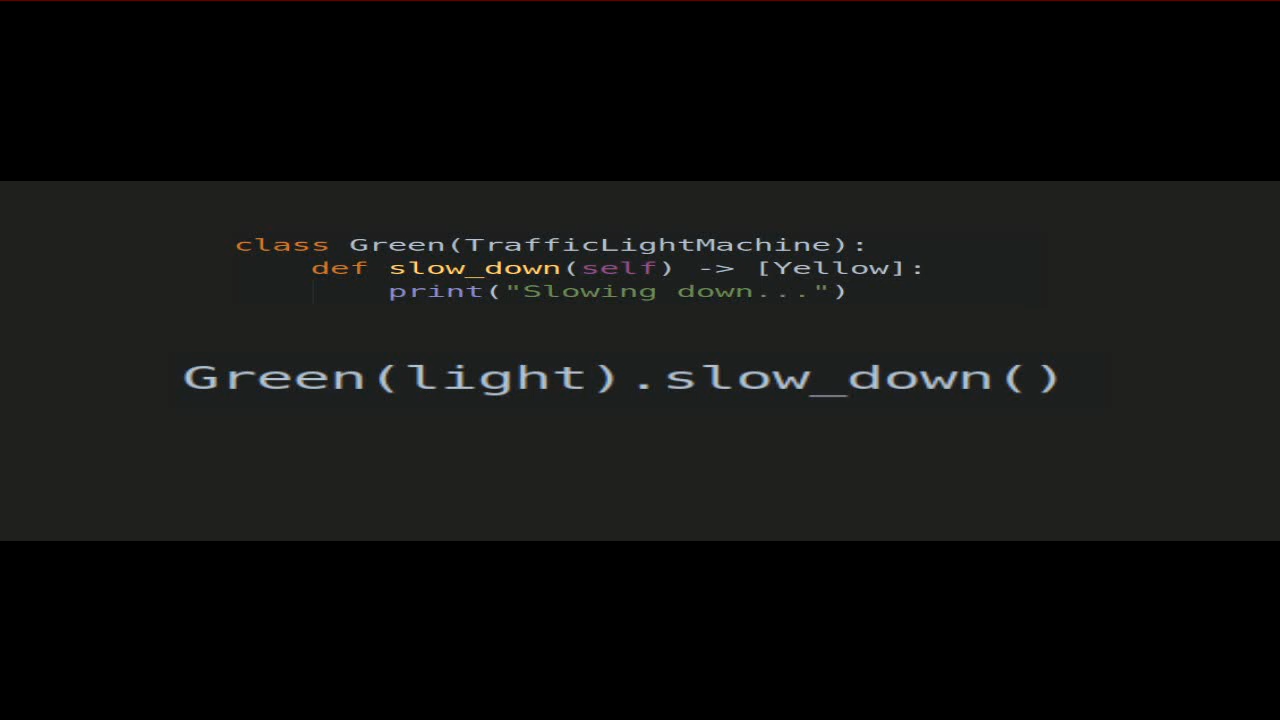 class Green(TrafficLightMachine):
    def slow_down(self) -> [Yellow]:
        print("Slowing down...")
Green(light).slow_down()